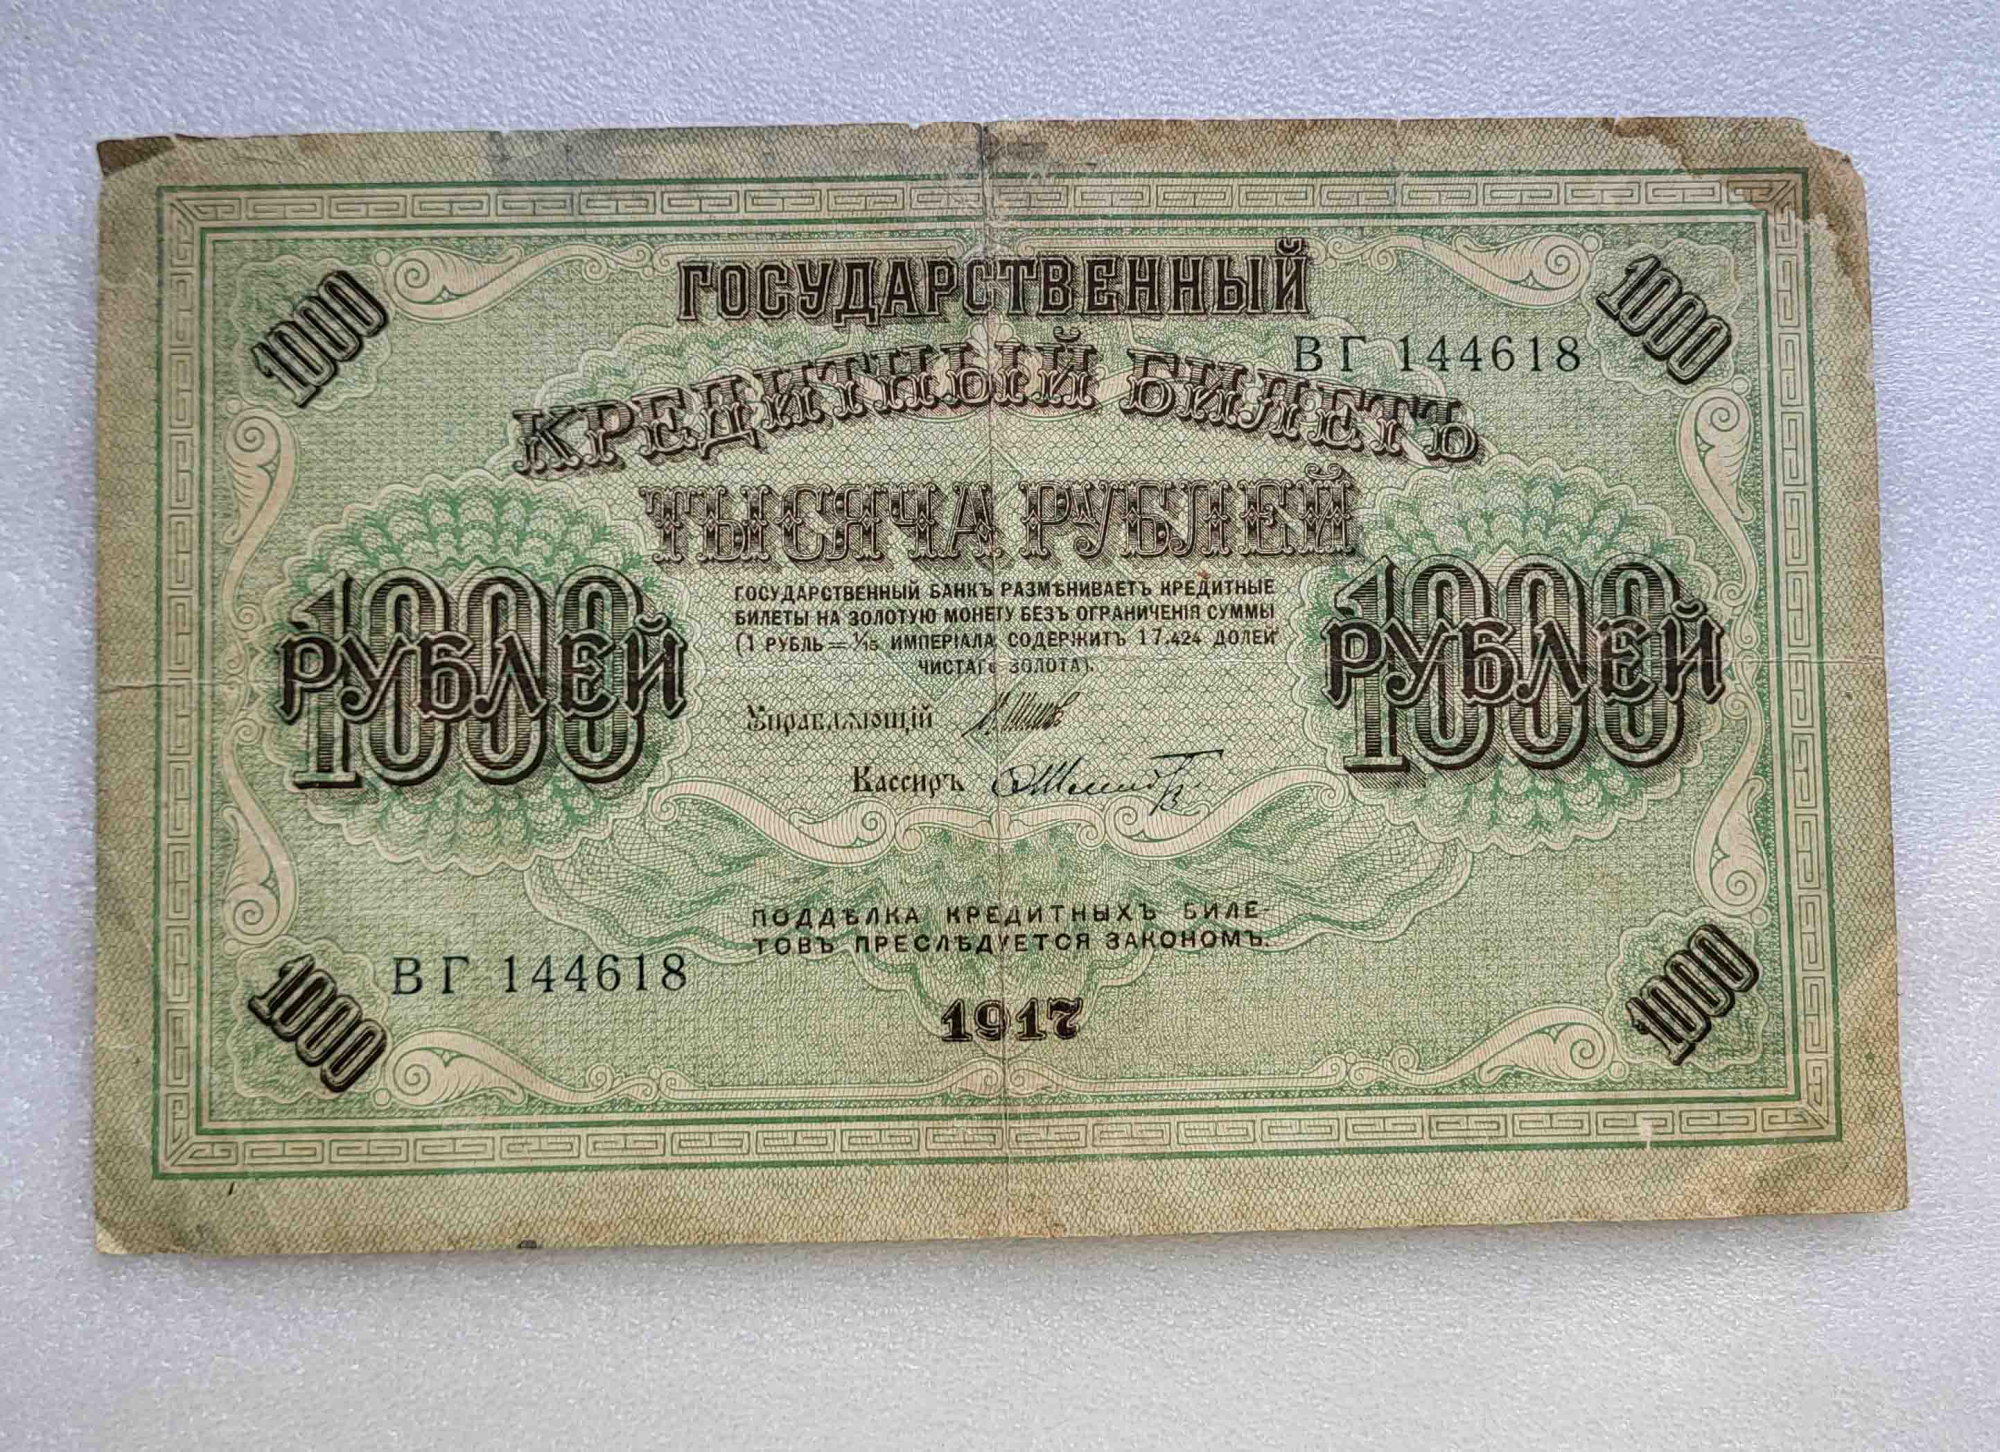 ГОСУДАРСТВЕННЫЙ
1000
1000
ВГ 144618
КРЕДИТНЫЙ БИЛЕТЪ
ТЫСЯЧА РУБЛЕЙ
1000
РУБЛЕЙ
ГОСУДАРСТВЕННЫЙ БАНКЪ РАЗМѢНИВАЕТЪ КРЕДИТНЫЕ
БИЛЕТЫ НА ЗОЛОТУЮ МОНЕТУ БЕЗЪ ОГРАНИЧЕНІЯ СУММЫ
(1 РУБЛЬ = 1/15 ИМПЕРІАЛА, СОДЕРЖИТЪ 17.424 ДОЛЕЙ
ЧИСТАГО ЗОЛОТА).
1000
РУБЛЕЙ
Управляющій
Кассиръ
ПОДДѢЛКА КРЕДИТНЫХЪ БИЛЕ-
ТОВЪ ПРЕСЛѢДУЕТСЯ ЗАКОНОМЪ.
ВГ 144618
1000
1917
1000